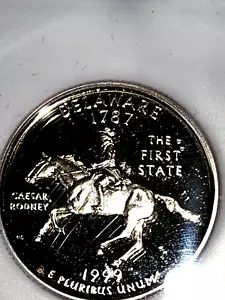 DELAWARE
1787
THE
FIRST
STATE
CAESAR
RODNEY
1999
E PLURIBUS UNUM